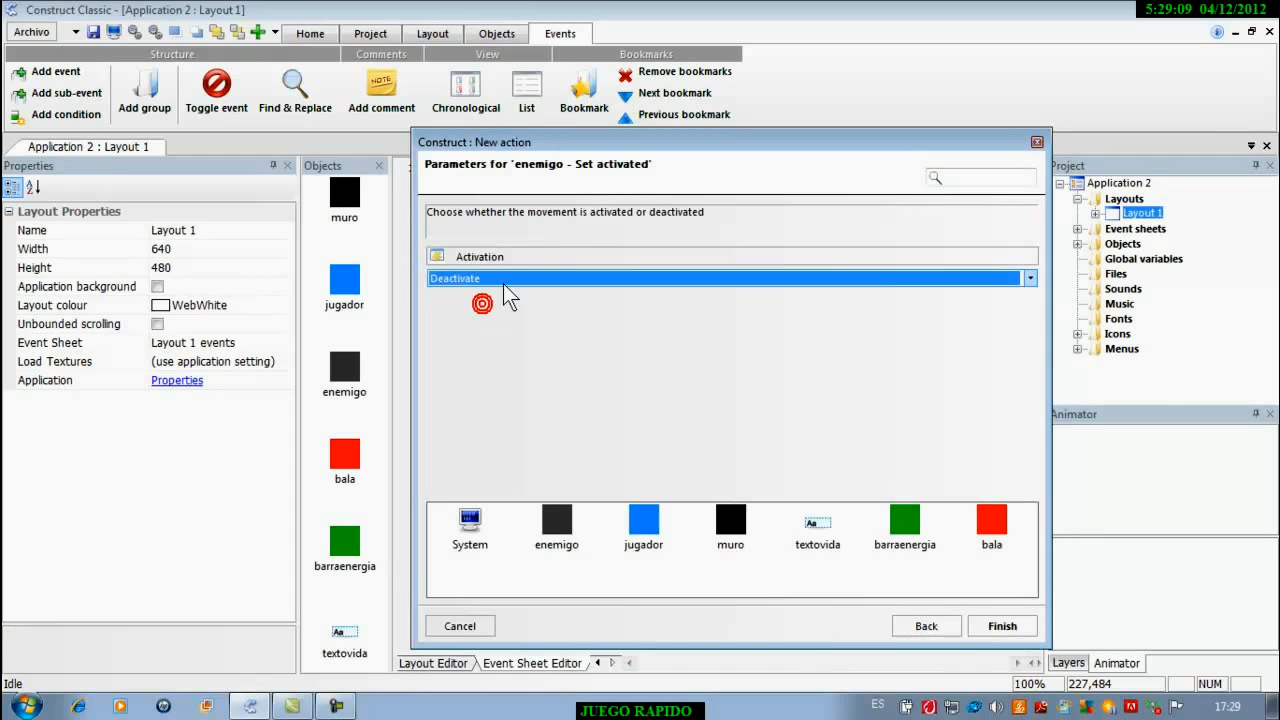 Construct Classic - [Application 2 : Layout 1]
5:29:09 04/12/2012
Archivo
Home
Project
Layout
Objects
Events
Structure
Comments
View
Bookmarks
Add event
Add sub-event
Add condition
Add group
Toggle event
Find & Replace
NOTE
Add comment
Chronological
List
Bookmark
Remove bookmarks
Next bookmark
Previous bookmark
Application 2 : Layout 1
Properties
Layout Properties
Name Layout 1
Width 640
Height 480
Application background
Layout colour WebWhite
Unbounded scrolling
Event Sheet Layout 1 events
Load Textures (use application setting)
Application Properties
Objects
muro
jugador
enemigo
bala
barraenergia
Aa
textovida
Construct : New action
Parameters for 'enemigo - Set activated'
Choose whether the movement is activated or deactivated
Activation
Deactivate
System
enemigo
jugador
muro
Aa
textovida
barraenergia
bala
Cancel
Back
Finish
Project
Application 2
Layouts
Layout 1
Event sheets
Objects
Global variables
Files
Sounds
Music
Fonts
Icons
Menus
Animator
Layout Editor
Event Sheet Editor
Layers
Animator
Idle
100%
227,484
NUM
ES
17:29
JUEGO RAPIDO